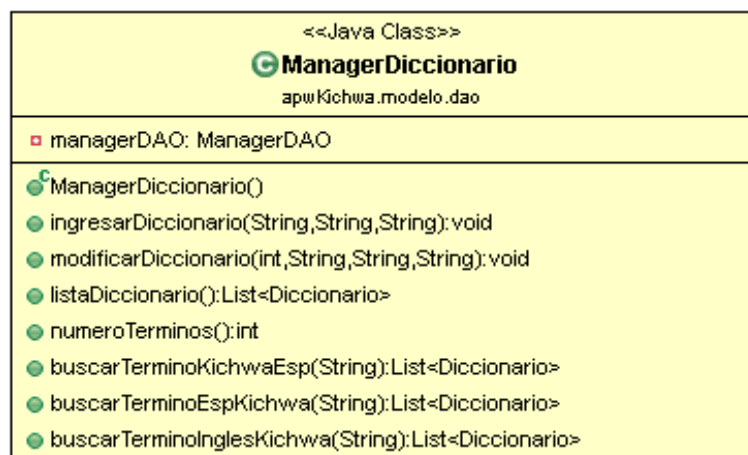 <<Java Class>>
C ManagerDiccionario
apwKichwa.modelo.dao
managerDAO: ManagerDAO
C ManagerDiccionario()
ingresarDiccionario(String,String,String):void
modificarDiccionario(int,String,String,String):void
listaDiccionario():List<Diccionario>
numeroTerminos():int
buscarTerminoKichwaEsp(String):List<Diccionario>
buscarTerminoEspKichwa(String):List<Diccionario>
buscarTerminoInglesKichwa(String):List<Diccionario>